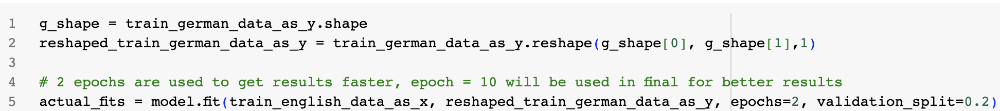 1 g_shape = train_german_data_as_y.shape
2 reshaped_train_german_data_as_y = train_german_data_as_y.reshape(g_shape[0], g_shape[1],1)
3
4 # 2 epochs are used to get results faster, epoch = 10 will be used in final for better results
5 actual_fits = model.fit(train_english_data_as_x, reshaped_train_german_data_as_y, epochs=2, validation_split=0.2)